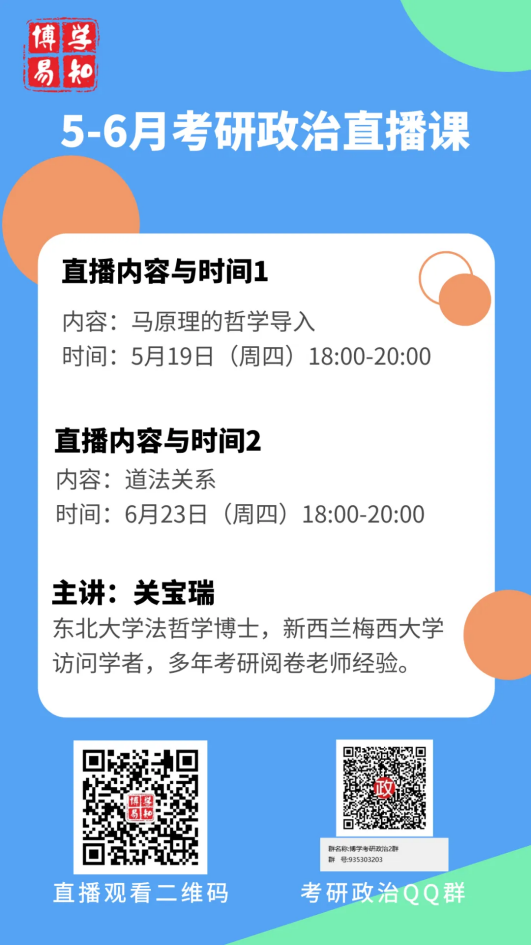 博学
易知
5-6月考研政治直播课
直播内容与时间1
内容：马原理的哲学导入
时间：5月19日（周四）18:00-20:00
直播内容与时间2
内容：道法关系
时间：6月23日（周四）18:00-20:00
主讲：关宝瑞
东北大学法哲学博士，新西兰梅西大学
访问学者，多年考研阅卷老师经验。
博学
易知
政
群名称:博学考研政治2群
群 号:935303203
直播观看二维码
考研政治QQ群